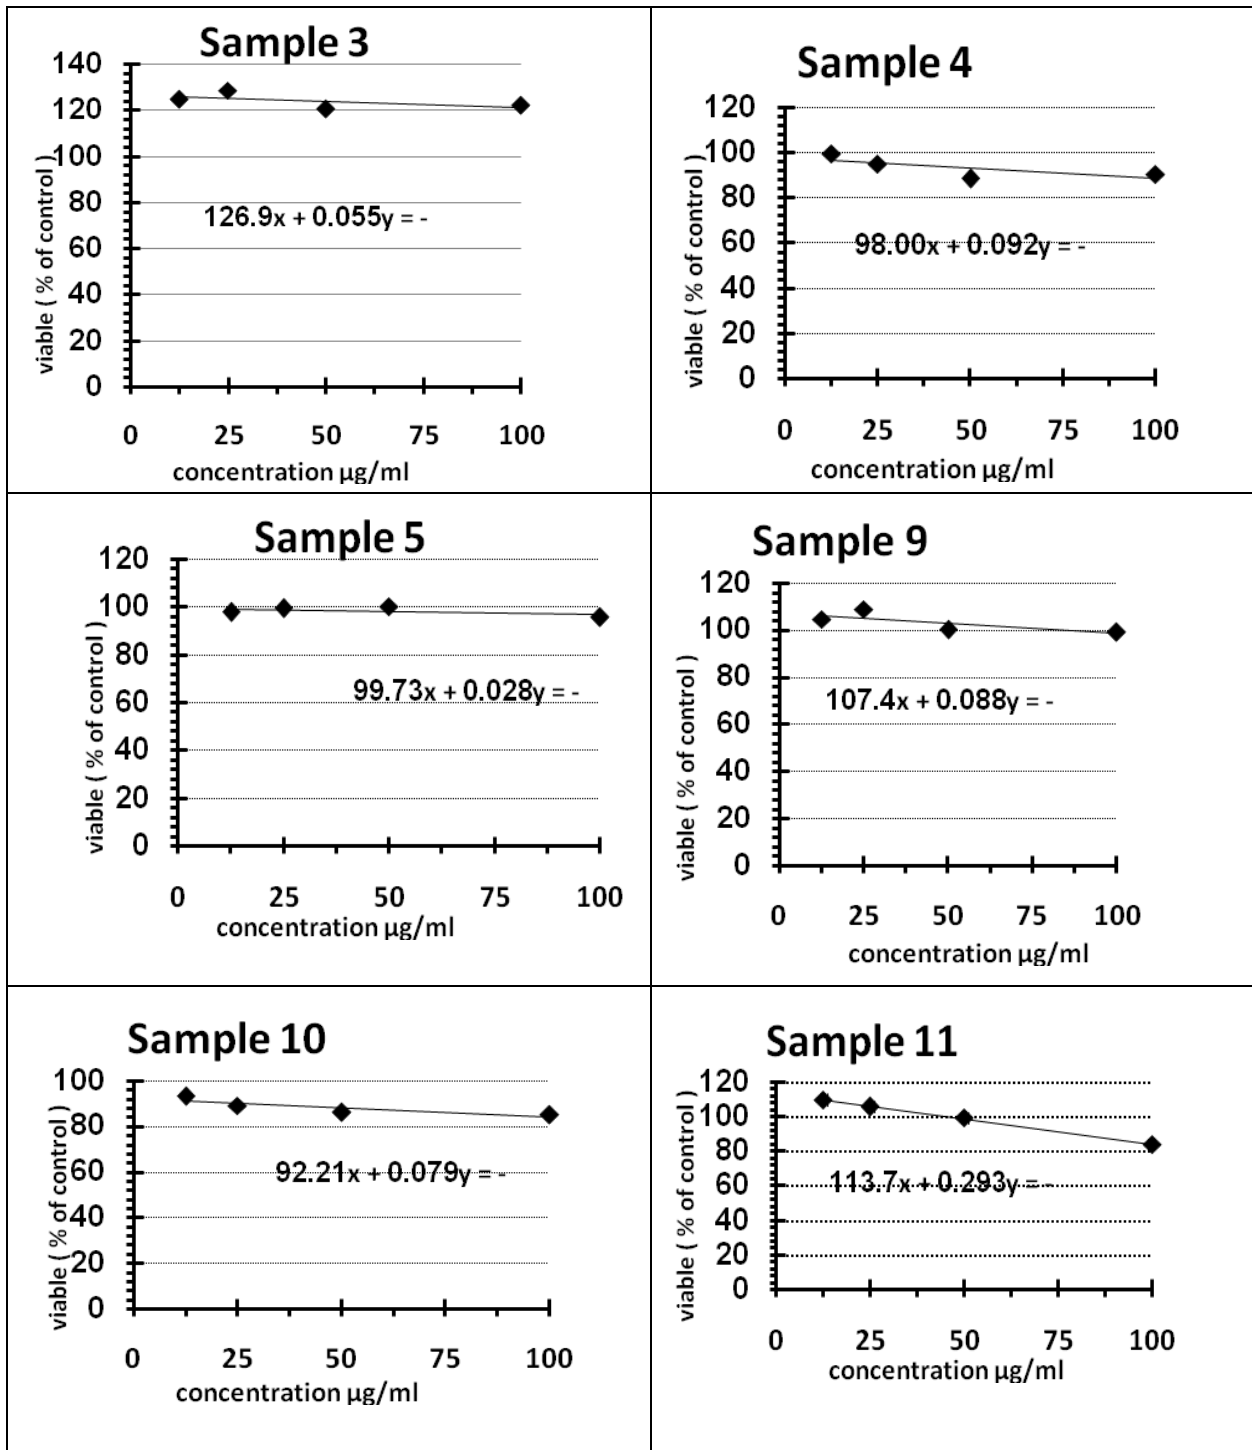 Sample 3
140
120
100
80
60
40
20
0
viable ( % of control )
126.9x + 0.055y = -
0 25 50 75 100
concentration µg/ml
Sample 4
120
100
80
60
40
20
0
viable ( % of control )
98.00x + 0.092y = -
0 25 50 75 100
concentration µg/ml
Sample 5
120
100
80
60
40
20
0
viable ( % of control )
99.73x + 0.028y = -
0 25 50 75 100
concentration µg/ml
Sample 9
120
100
80
60
40
20
0
viable ( % of control )
107.4x + 0.088y = -
0 25 50 75 100
concentration µg/ml
Sample 10
100
80
60
40
20
0
viable ( % of control )
92.21x + 0.079y = -
0 25 50 75 100
concentration µg/ml
Sample 11
120
100
80
60
40
20
0
viable ( % of control )
113.7x + 0.293y = -
0 25 50 75 100
concentration µg/ml